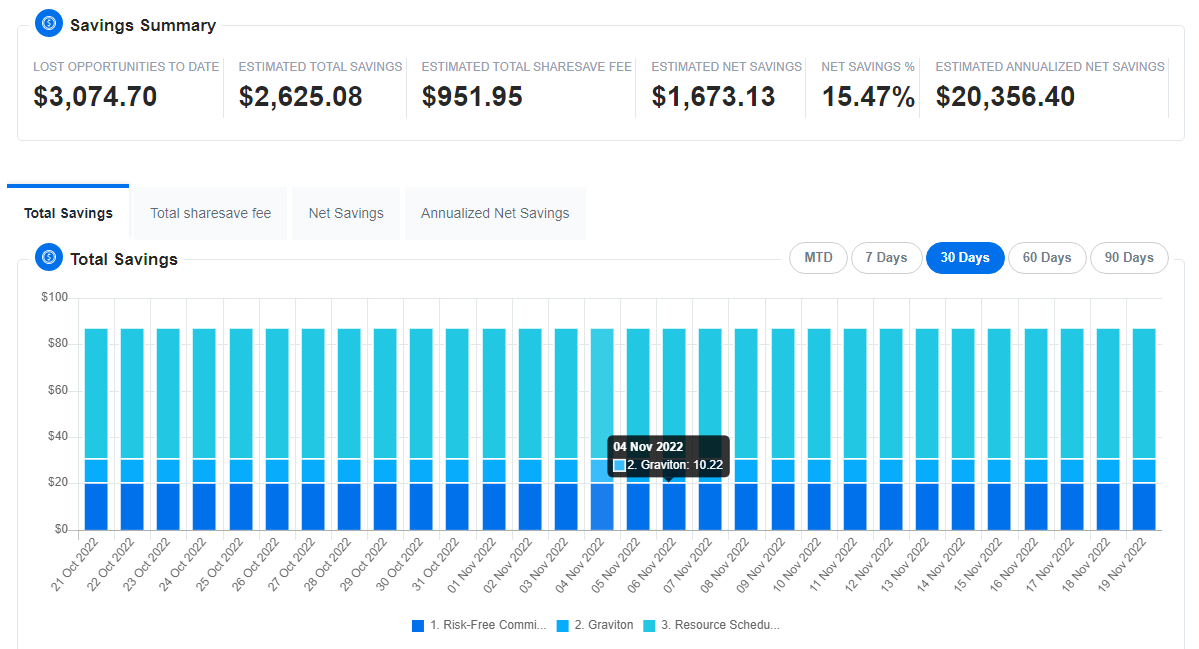 Savings Summary
LOST OPPORTUNITIES TO DATE ESTIMATED TOTAL SAVINGS ESTIMATED TOTAL SHARESAVE FEE ESTIMATED NET SAVINGS NET SAVINGS % ESTIMATED ANNUALIZED NET SAVINGS
$3,074.70 $2,625.08 $951.95 $1,673.13 15.47% $20,356.40
Total Savings Total sharesave fee Net Savings Annualized Net Savings
Total Savings MTD 7 Days 30 Days 60 Days 90 Days
$100
$80
$60
$40
04 Nov 2022
2. Graviton: 10.22
$20
$0
21 Oct 2022 22 Oct 2022 23 Oct 2022 24 Oct 2022 25 Oct 2022 26 Oct 2022 27 Oct 2022 28 Oct 2022 29 Oct 2022 30 Oct 2022 31 Oct 2022 01 Nov 2022 02 Nov 2022 03 Nov 2022 04 Nov 2022 05 Nov 2022 06 Nov 2022 07 Nov 2022 08 Nov 2022 09 Nov 2022 10 Nov 2022 11 Nov 2022 12 Nov 2022 13 Nov 2022 14 Nov 2022 15 Nov 2022 16 Nov 2022 17 Nov 2022 18 Nov 2022 19 Nov 2022
1. Risk-Free Commi... 2. Graviton 3. Resource Schedu...